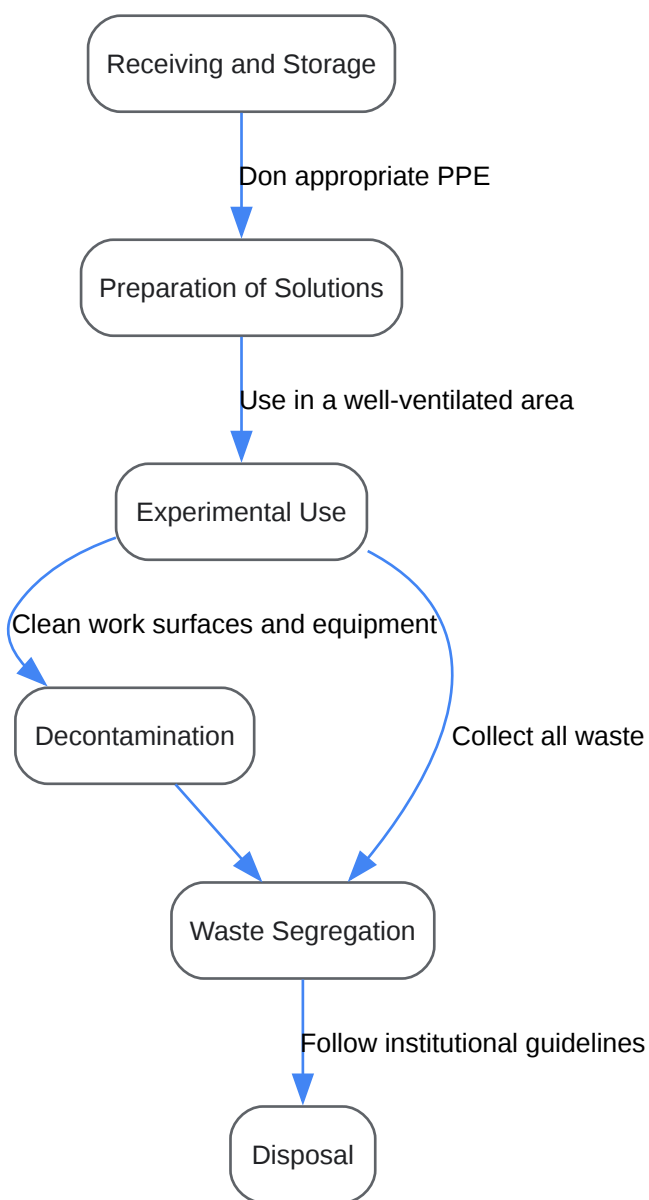 Receiving and Storage
Don appropriate PPE
Preparation of Solutions
Use in a well-ventilated area
Experimental Use
Clean work surfaces and equipment
Decontamination
Collect all waste
Waste Segregation
Follow institutional guidelines
Disposal